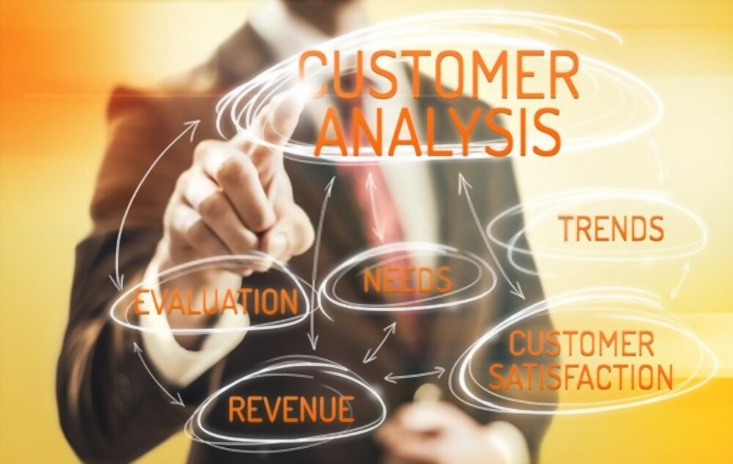 CUSTOMER
ANALYSIS
TRENDS
EVALUATION
NEEDS
CUSTOMER
SATISFACTION
REVENUE